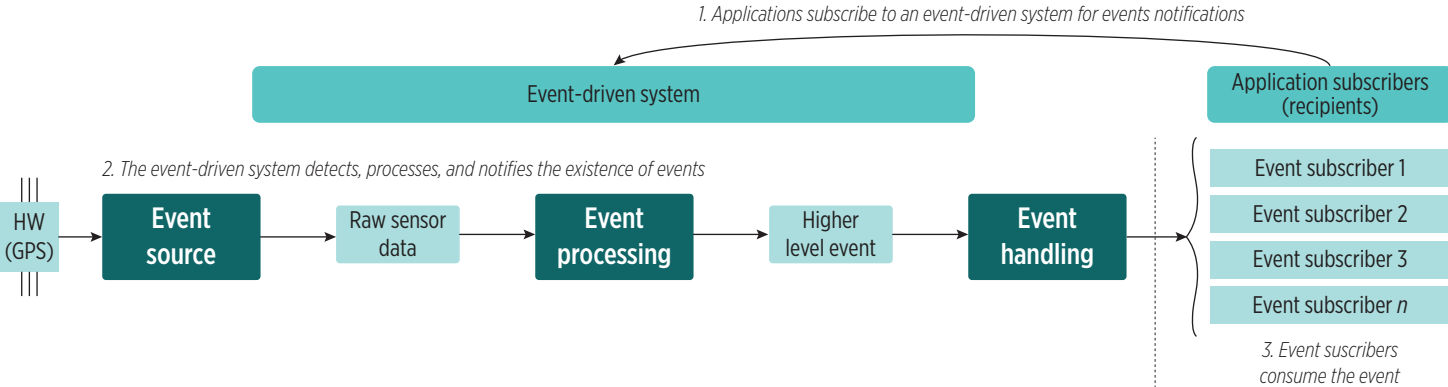 1. Applications subscribe to an event-driven system for events notifications
Event-driven system
Application subscribers
(recipients)
2. The event-driven system detects, processes, and notifies the existence of events
HW
(GPS)
Event
source
Raw sensor
data
Event
processing
Higher
level event
Event
handling
Event subscriber 1
Event subscriber 2
Event subscriber 3
Event subscriber n
3. Event suscribers
consume the event